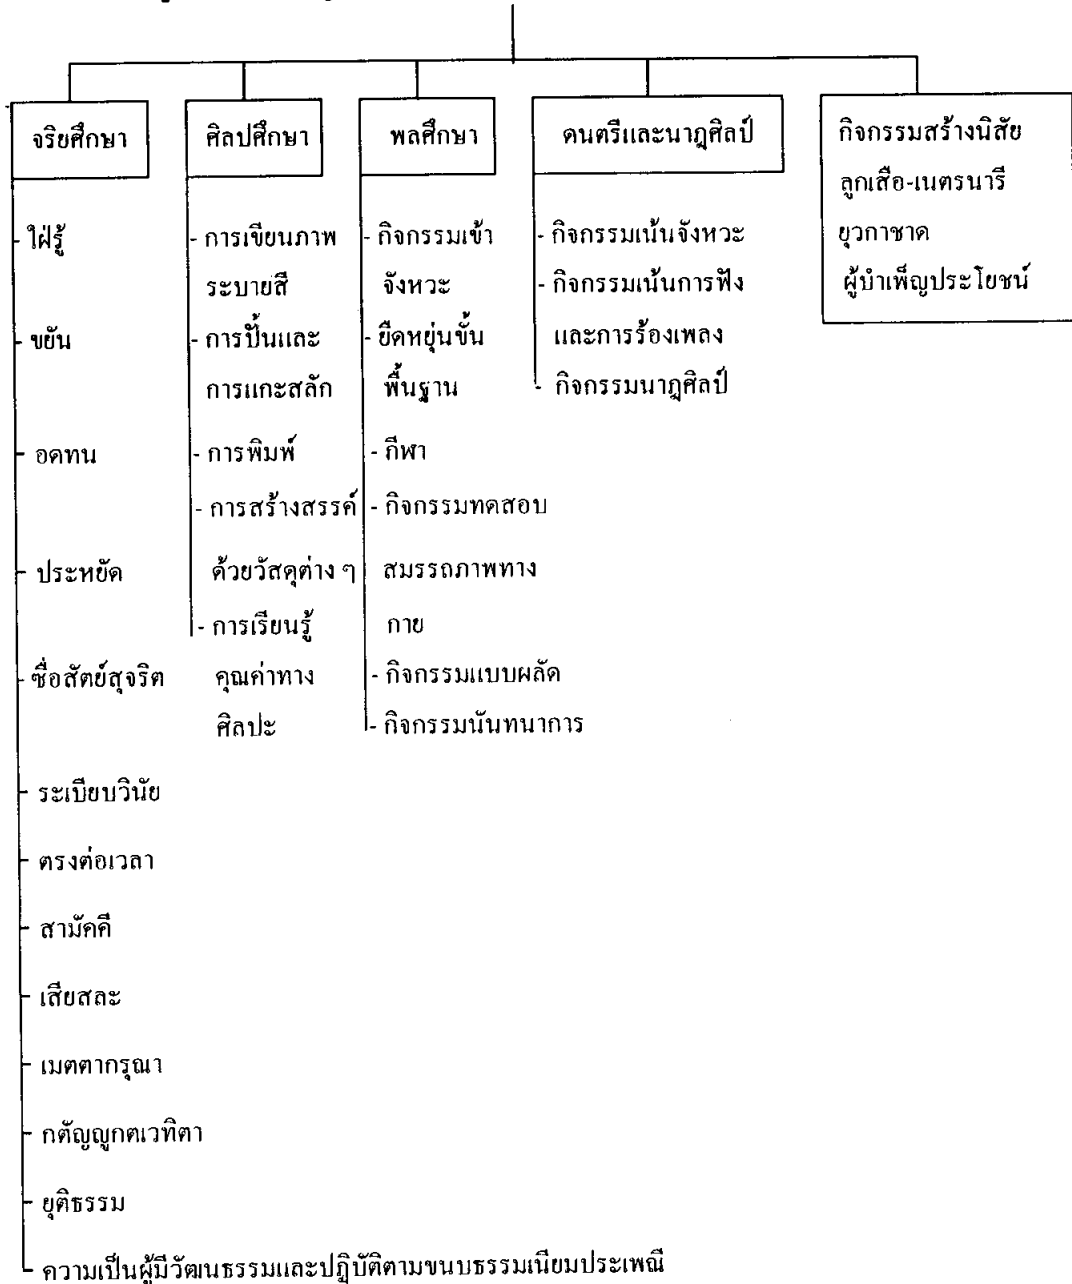 จริยศึกษา
- ใฝ่รู้
- ขยัน
- อดทน
- ประหยัด
- ซื่อสัตย์สุจริต
- ระเบียบวินัย
- ตรงต่อเวลา
- สามัคคี
- เสียสละ
- เมตตากรุณา
- กตัญญูกตเวทิตา
- ยุติธรรม
- ความเป็นผู้มีวัฒนธรรมและปฏิบัติตามขนบธรรมเนียมประเพณี
ศิลปศึกษา
- การเขียนภาพ
ระบายสี
- การปั้นและ
การแกะสลัก
- การพิมพ์
- การสร้างสรรค์
ด้วยวัสดุต่าง ๆ
- การเรียนรู้
คุณค่าทาง
ศิลปะ
พลศึกษา
- กิจกรรมเข้า
จังหวะ
- ยืดหยุ่นขั้น
พื้นฐาน
- กีฬา
- กิจกรรมทดสอบ
สมรรถภาพทาง
กาย
- กิจกรรมแบบผลัด
- กิจกรรมนันทนาการ
ดนตรีและนาฎศิลป์
- กิจกรรมเน้นจังหวะ
- กิจกรรมเน้นการฟัง
และการร้องเพลง
- กิจกรรมนาฎศิลป์
กิจกรรมสร้างนิสัย
ลูกเสือ-เนตรนารี
ยุวกาชาด
ผู้บำเพ็ญประโยชน์